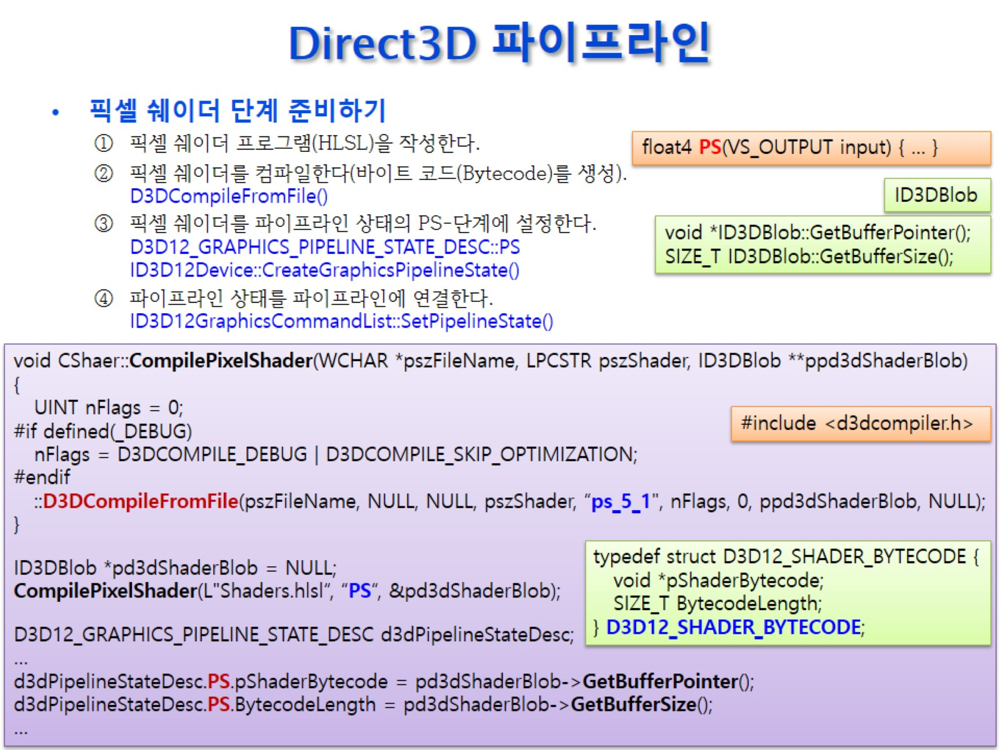 Direct3D 파이프라인
• 픽셀 쉐이더 단계 준비하기
① 픽셀 쉐이더 프로그램(HLSL)을 작성한다.
float4 PS(VS_OUTPUT input) { ... }
② 픽셀 쉐이더를 컴파일한다(바이트 코드(Bytecode)를 생성).
D3DCompileFromFile()
ID3DBlob
③ 픽셀 쉐이더를 파이프라인 상태의 PS-단계에 설정한다.
D3D12_GRAPHICS_PIPELINE_STATE_DESC::PS
ID3D12Device::CreateGraphicsPipelineState()
void *ID3DBlob::GetBufferPointer();
SIZE_T ID3DBlob::GetBufferSize();
④ 파이프라인 상태를 파이프라인에 연결한다.
ID3D12GraphicsCommandList::SetPipelineState()
void CShaer::CompilePixelShader(WCHAR *pszFileName, LPCSTR pszShader, ID3DBlob **ppd3dShaderBlob)
{
UINT nFlags = 0;
#if defined(_DEBUG)
nFlags = D3DCOMPILE_DEBUG | D3DCOMPILE_SKIP_OPTIMIZATION;
#endif
::D3DCompileFromFile(pszFileName, NULL, NULL, pszShader, “ps_5_1", nFlags, 0, ppd3dShaderBlob, NULL);
}
#include <d3dcompiler.h>
ID3DBlob *pd3dShaderBlob = NULL;
CompilePixelShader(L"Shaders.hlsl“, “PS“, &pd3dShaderBlob);
D3D12_GRAPHICS_PIPELINE_STATE_DESC d3dPipelineStateDesc;
...
d3dPipelineStateDesc.PS.pShaderBytecode = pd3dShaderBlob->GetBufferPointer();
d3dPipelineStateDesc.PS.BytecodeLength = pd3dShaderBlob->GetBufferSize();
...
typedef struct D3D12_SHADER_BYTECODE {
void *pShaderBytecode;
SIZE_T BytecodeLength;
} D3D12_SHADER_BYTECODE;